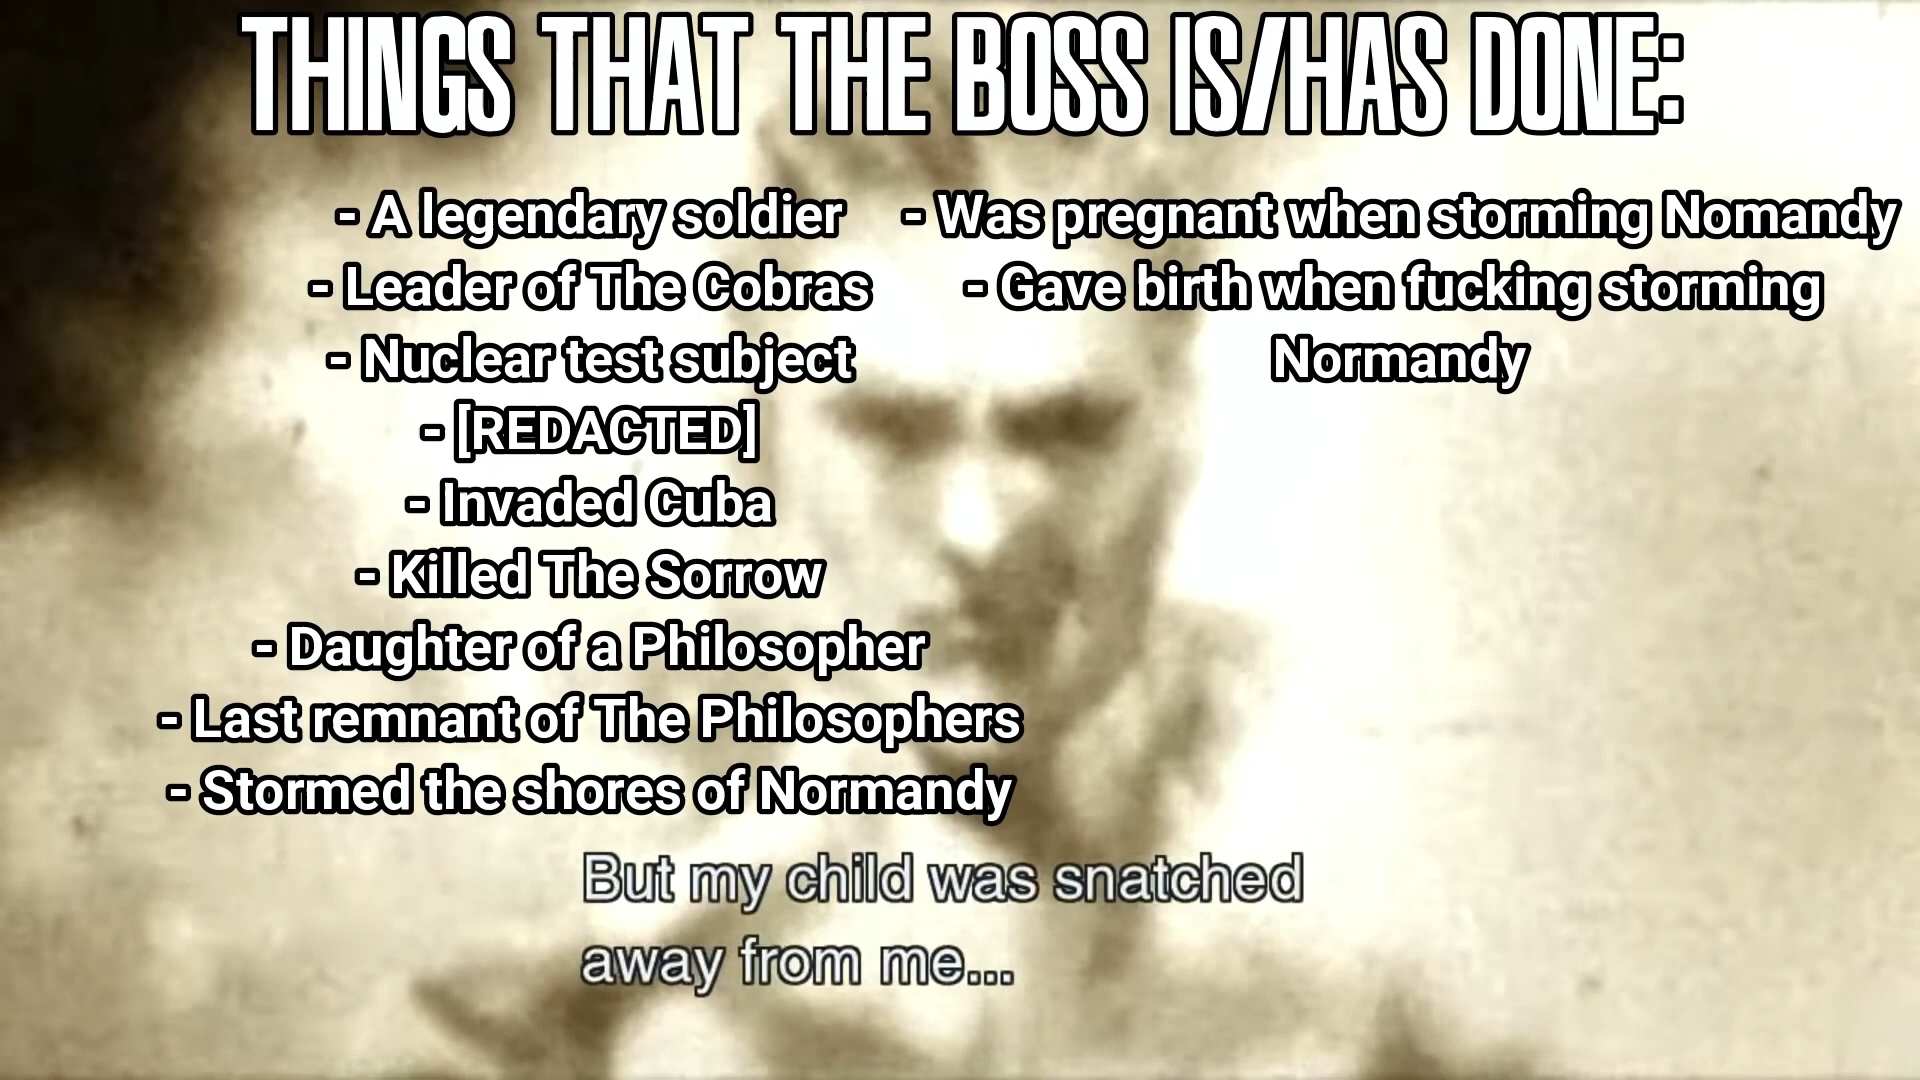 THINGS THAT THE BOSS IS/HAS DONE:
- A legendary soldier
- Leader of The Cobras
- Nuclear test subject
- [REDACTED]
- Invaded Cuba
- Killed The Sorrow
- Daughter of a Philosopher
- Last remnant of The Philosophers
- Stormed the shores of Normandy
- Was pregnant when storming Nomandy
- Gave birth when fucking storming
Normandy
But my child was snatched
away from me...